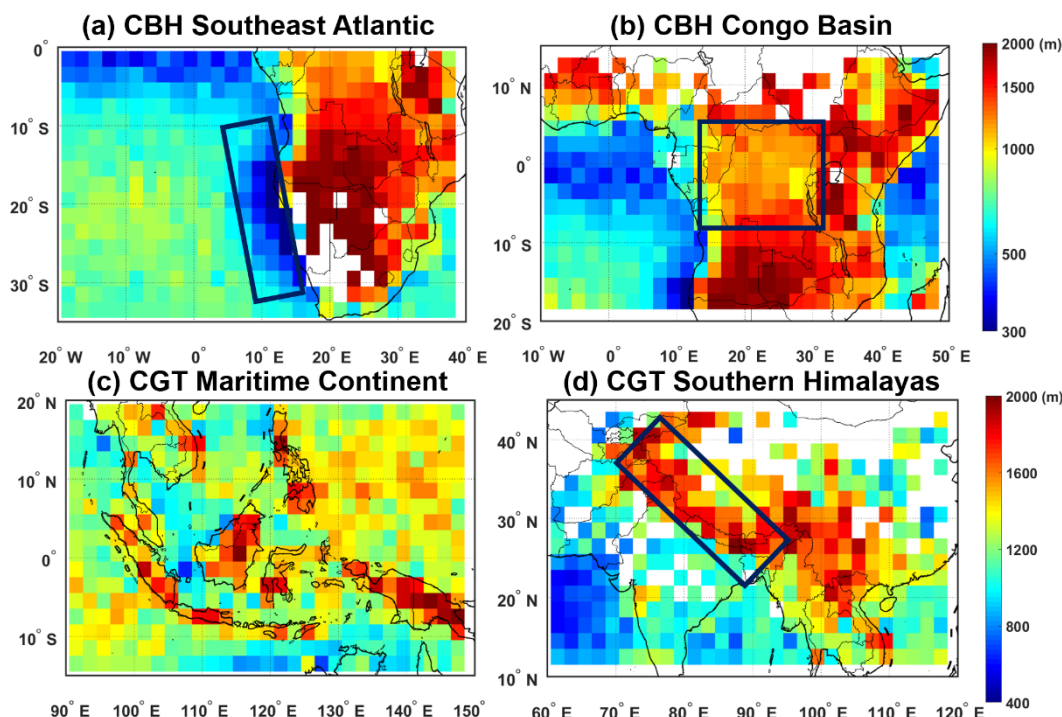 (a) CBH Southeast Atlantic
(b) CBH Congo Basin
0°
10° S
20° S
30° S
20° W
10° W
0°
10° E
20° E
30° E
40° E
10° N
0°
10° S
20° S
10° W
0°
10° E
20° E
30° E
40° E
50° E
2000 (m)
1500
1000
500
300
(c) CGT Maritime Continent
(d) CGT Southern Himalayas
20° N
10° N
0°
10° S
90° E
100° E
110° E
120° E
130° E
140° E
150° E
40° N
30° N
20° N
10° N
60° E
70° E
80° E
90° E
100° E
110° E
120° E
2000 (m)
1600
1200
800
400